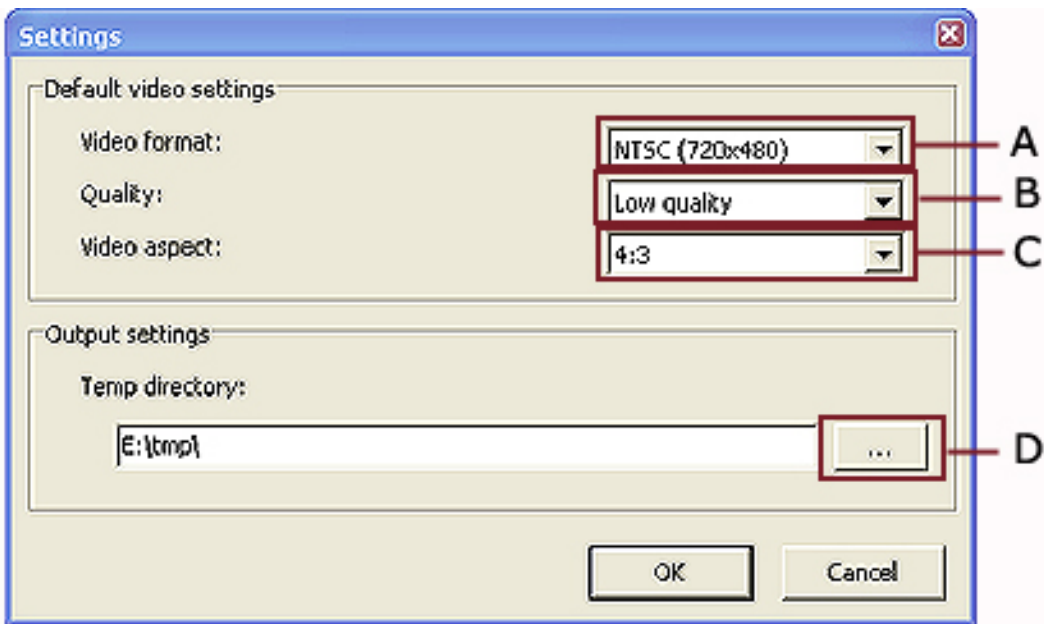 Settings
Default video settings
Video format:
NTSC (720x480)
A
Quality:
Low quality
B
Video aspect:
4:3
C
Output settings
Temp directory:
E:\tmp\
...
D
OK
Cancel